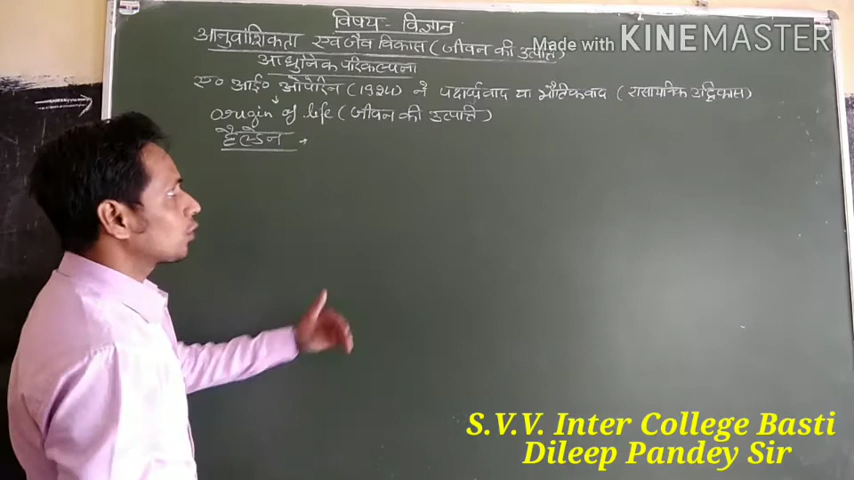 विषय - विज्ञान
आनुवांशिकता एवं जैव विकास (जीवन की उत्पत्ति)
Made with KINEMASTER
आधुनिक परिकल्पना
ए० आई० ओपेरिन (१९२४) ने पदार्थवाद या भौतिकवाद (रासायनिक उद्विकास)
origin of life (जीवन की उत्पत्ति)
हैल्डेन
S.V.V. Inter College Basti
Dileep Pandey Sir